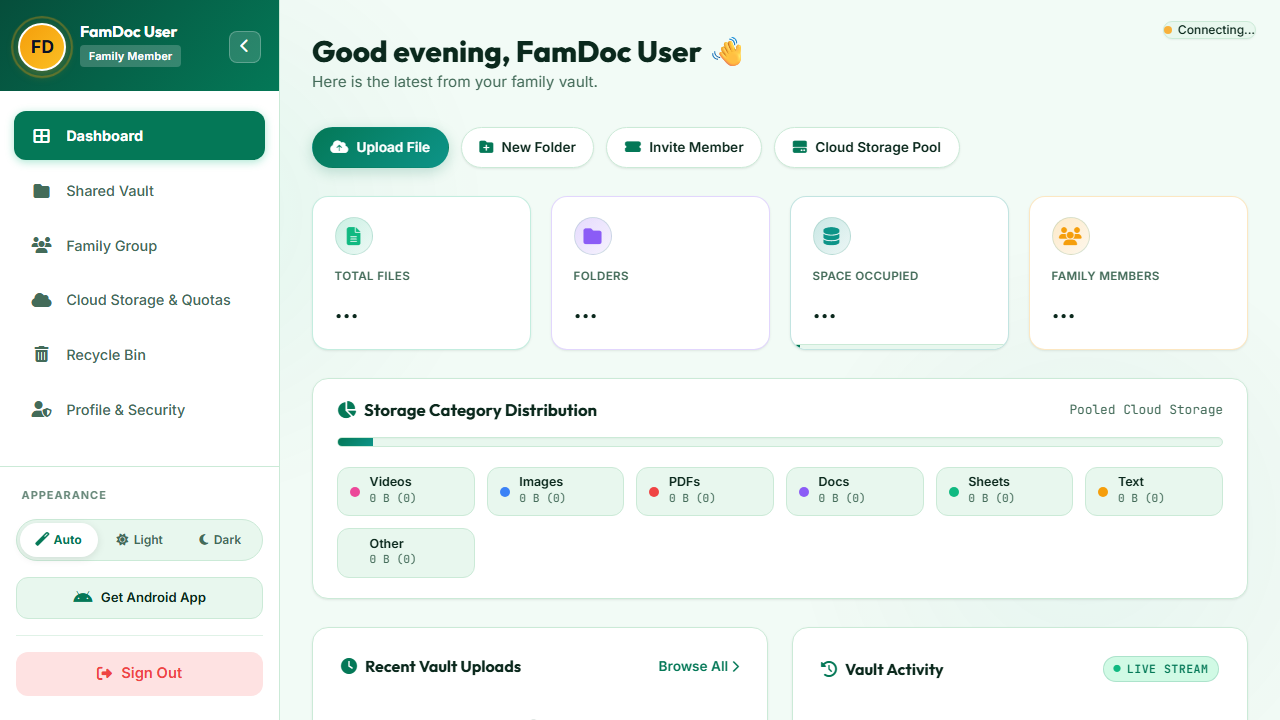 FD
FamDoc User
Family Member
Dashboard
Shared Vault
Family Group
Cloud Storage & Quotas
Recycle Bin
Profile & Security
APPEARANCE
Auto
Light
Dark
Get Android App
Sign Out
Connecting...
Good evening, FamDoc User 👋
Here is the latest from your family vault.
Upload File
New Folder
Invite Member
Cloud Storage Pool
TOTAL FILES
...
FOLDERS
...
SPACE OCCUPIED
...
FAMILY MEMBERS
...
Storage Category Distribution
Pooled Cloud Storage
Videos
0 B (0)
Images
0 B (0)
PDFs
0 B (0)
Docs
0 B (0)
Sheets
0 B (0)
Text
0 B (0)
Other
0 B (0)
Recent Vault Uploads
Browse All
Vault Activity
LIVE STREAM